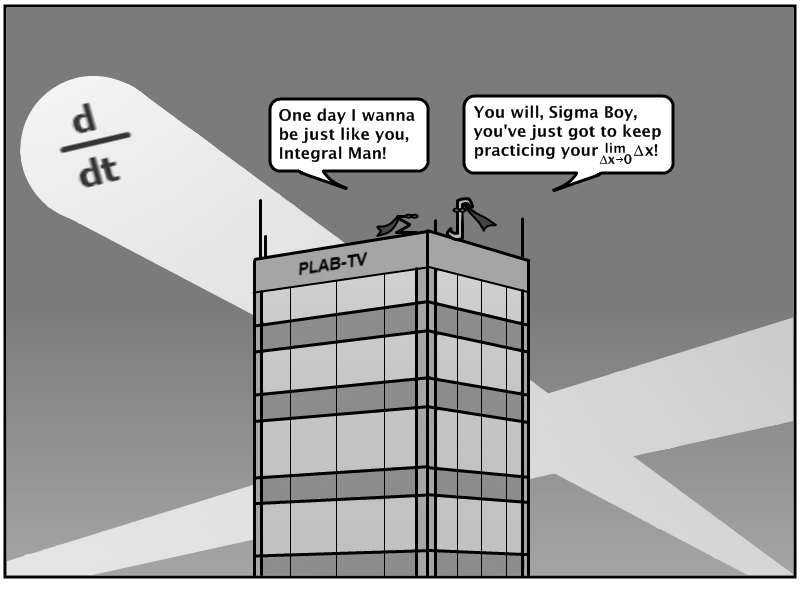 d
dt
One day I wanna
be just like you,
Integral Man!
You will, Sigma Boy,
you've just got to keep
practicing your lim Δx!
Δx→0
PLAB-TV